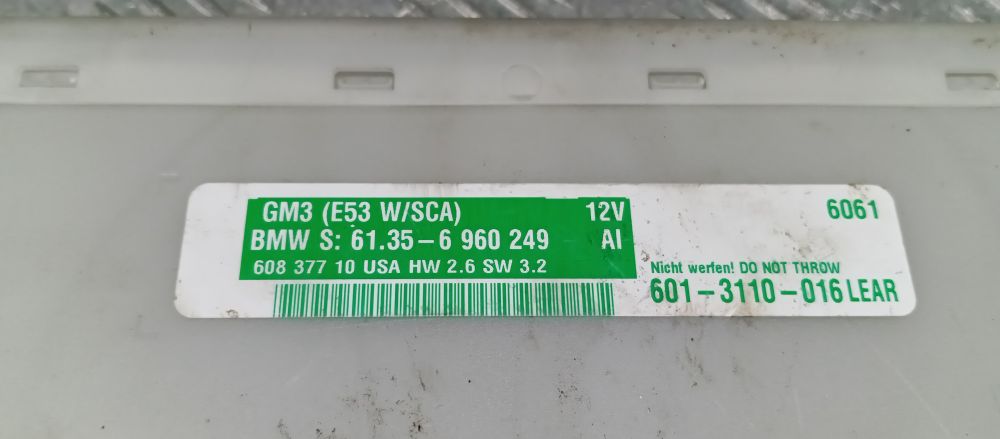 GM3 (E53 W/SCA) 12V
BMW S: 61.35-6 960 249 AI
608 377 10 USA HW 2.6 SW 3.2
6061
Nicht werfen! DO NOT THROW
601-3110-016 LEAR